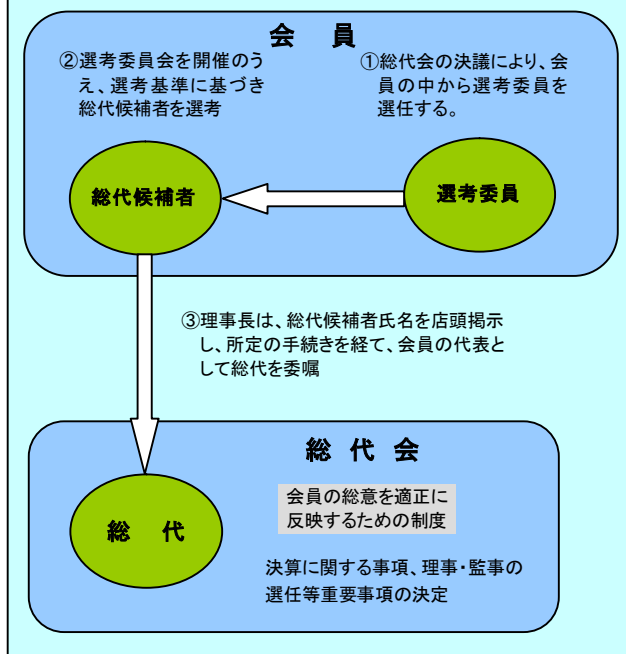 会 員
①総代会の決議により、会
員の中から選考委員を
選任する。
②選考委員会を開催のう
え、選考基準に基づき
総代候補者を選考
選考委員
総代候補者
③理事長は、総代候補者氏名を店頭掲示
し、所定の手続きを経て、会員の代表と
して総代を委嘱
総 代 会
総 代
会員の総意を適正に
反映するための制度
決算に関する事項、理事・監事の
選任等重要事項の決定